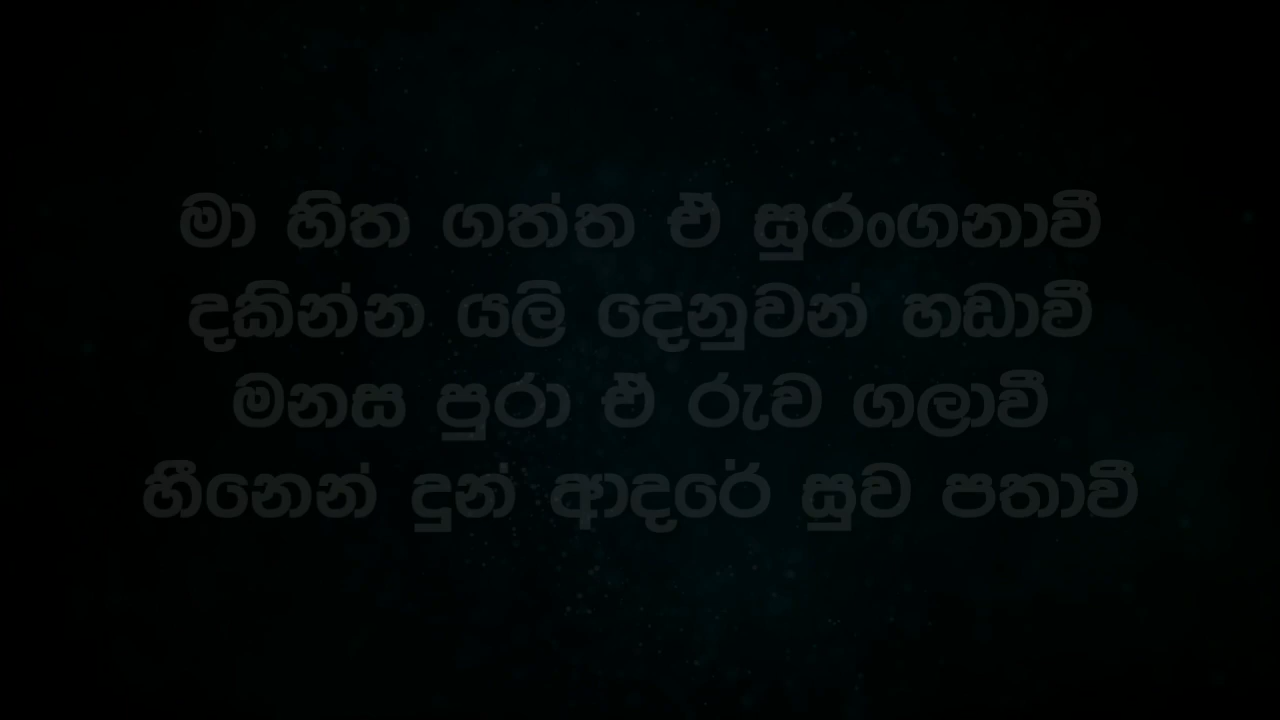 මා හිත ගත්ත ඒ සුරංගනාවී
දකින්න යලි දෙනුවන් හඬාවී
මනස පුරා ඒ රුව ගලාවී
හීනෙන් දුන් ආදරේ සුව පතාවී